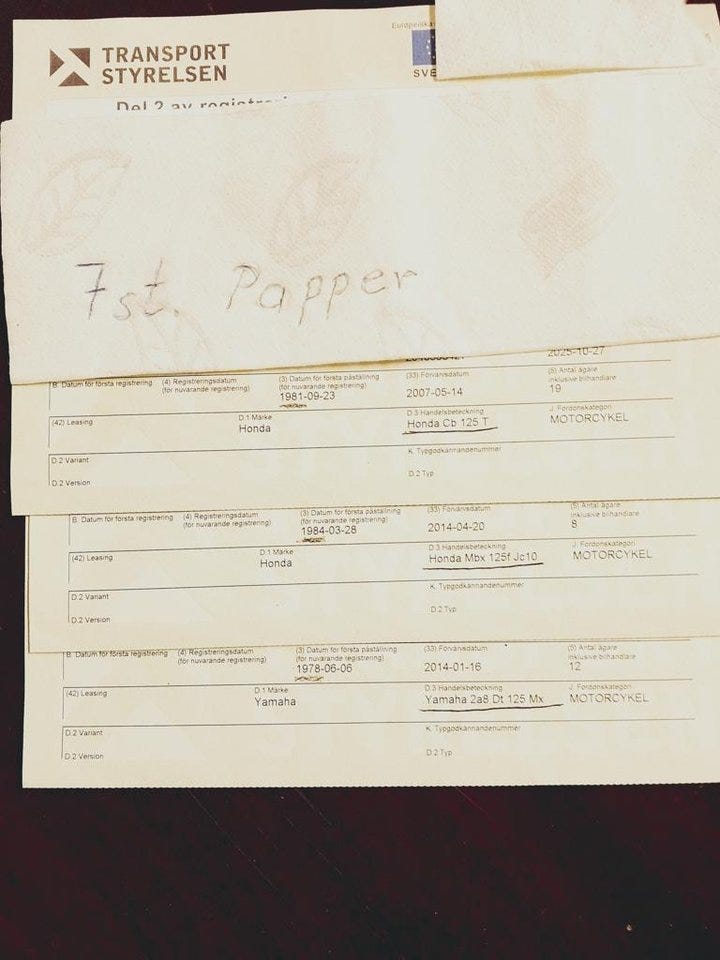 TRANSPORT
STYRELSEN
SVE
Del 2 av registreri
7 st. Papper
2025-10-27
B. Datum för första registrering (4) Registreringsdatum (för nuvarande registrering) (3) Datum för första påställning (för nuvarande registrering) 1981-09-23 (33) Förvärvsdatum 2007-05-14 (5) Antal ägare inklusive bilhandlare 19
(42) Leasing D.1 Märke Honda D.3 Handelsbeteckning Honda Cb 125 T J. Fordonskategori MOTORCYKEL
D.2 Variant K. Typgodkännandenummer
D.2 Version D.2 Typ
B. Datum för första registrering (4) Registreringsdatum (för nuvarande registrering) (3) Datum för första påställning (för nuvarande registrering) 1984-03-28 (33) Förvärvsdatum 2014-04-20 (5) Antal ägare inklusive bilhandlare 8
(42) Leasing D.1 Märke Honda D.3 Handelsbeteckning Honda Mbx 125f Jc10 J. Fordonskategori MOTORCYKEL
D.2 Variant K. Typgodkännandenummer
D.2 Version D.2 Typ
B. Datum för första registrering (4) Registreringsdatum (för nuvarande registrering) (3) Datum för första påställning (för nuvarande registrering) 1978-06-06 (33) Förvärvsdatum 2014-01-16 (5) Antal ägare inklusive bilhandlare 12
(42) Leasing D.1 Märke Yamaha D.3 Handelsbeteckning Yamaha 2a8 Dt 125 Mx J. Fordonskategori MOTORCYKEL
D.2 Variant K. Typgodkännandenummer
D.2 Version D.2 Typ